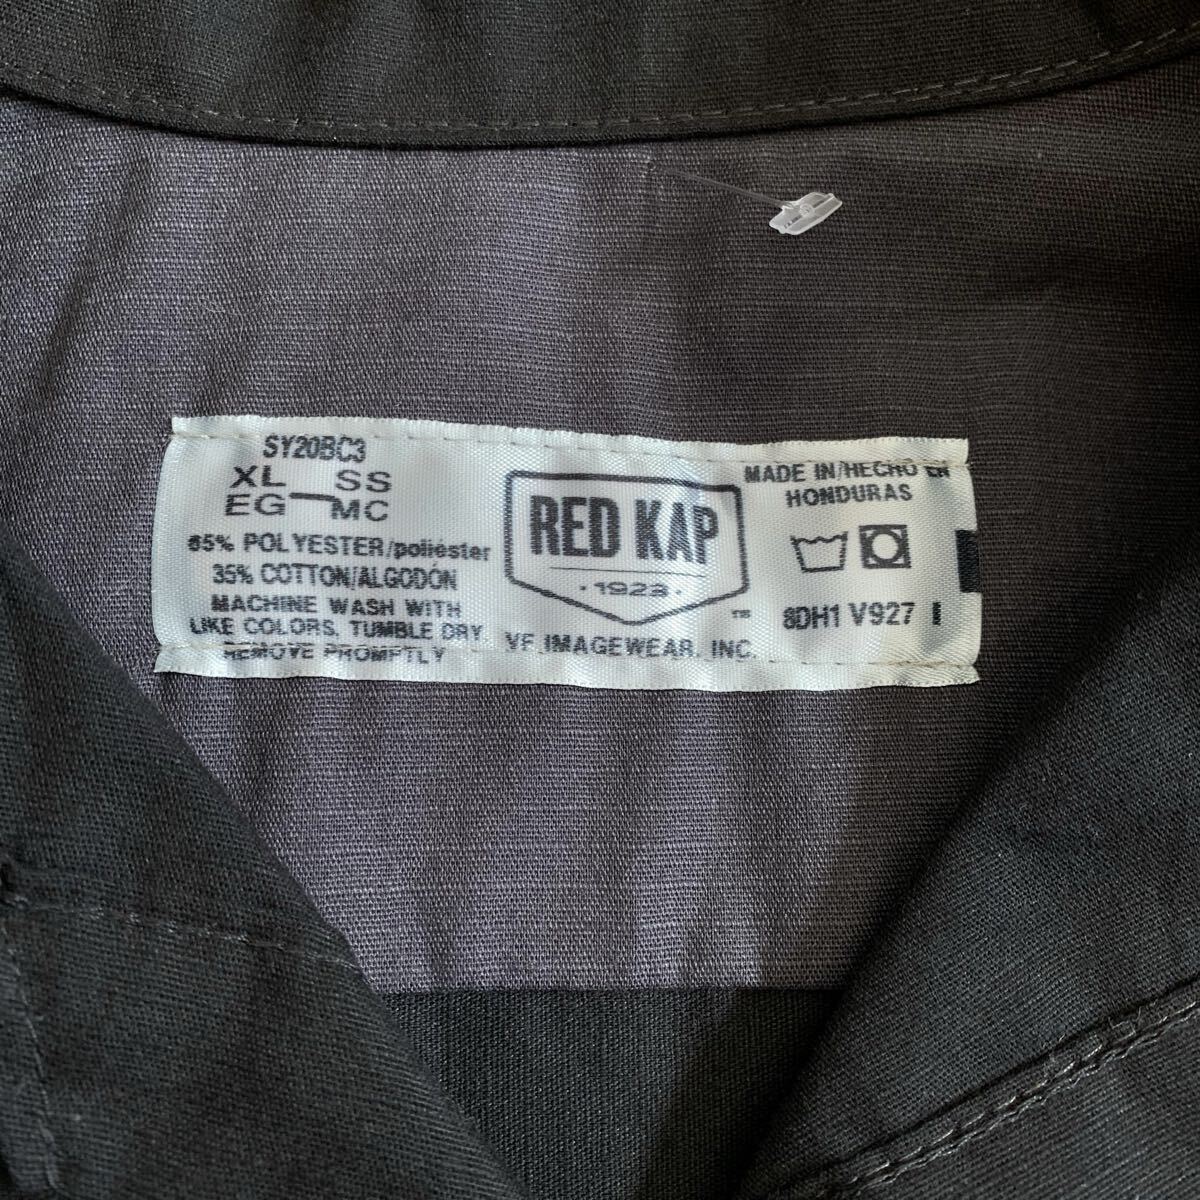 SY20BC3
XL SS
EG MC
65% POLYESTER/poliéster
35% COTTON/ALGODÓN
MACHINE WASH WITH
LIKE COLORS, TUMBLE DRY
REMOVE PROMPTLY
RED KAP
·1923·
TM
VF IMAGEWEAR, INC.
MADE IN/HECHO EN
HONDURAS
8DH1 V927 I